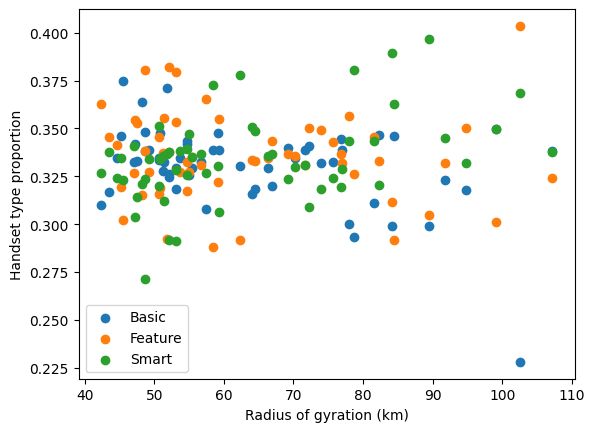 0.400
0.375
0.350
0.325
0.300
0.275
0.250
0.225
Handset type proportion
Basic
Feature
Smart
40 50 60 70 80 90 100 110
Radius of gyration (km)